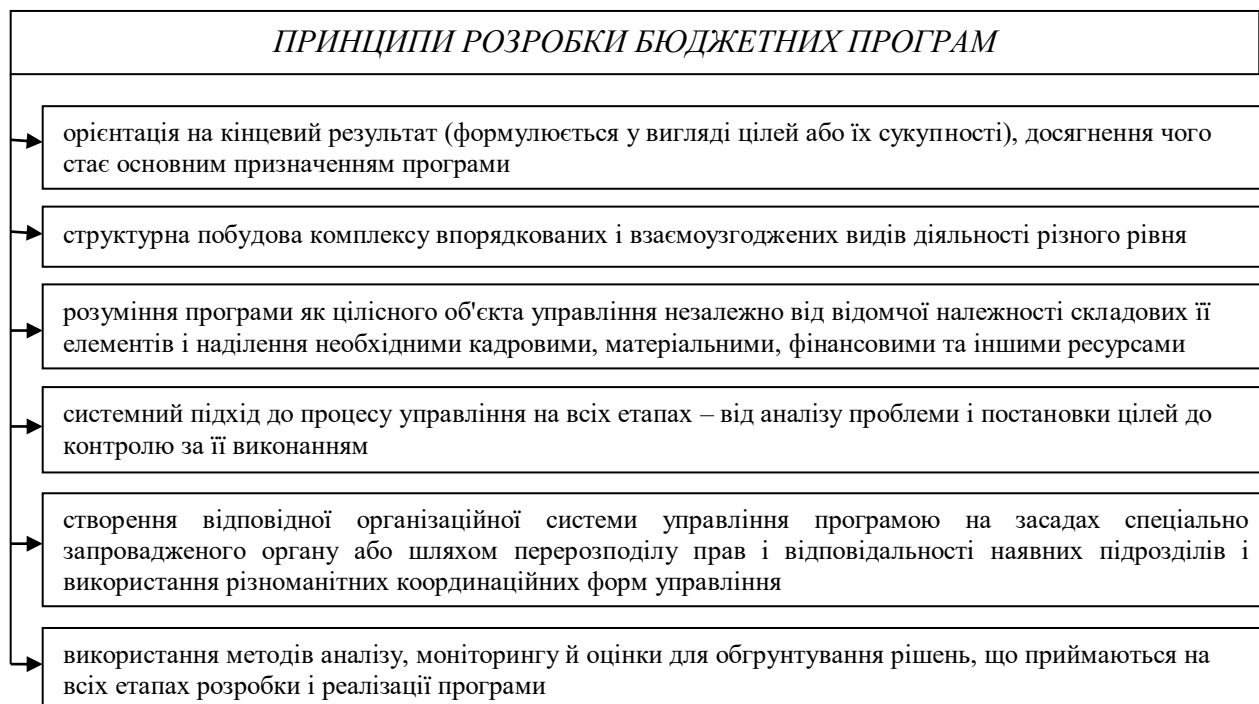 ПРИНЦИПИ РОЗРОБКИ БЮДЖЕТНИХ ПРОГРАМ
орієнтація на кінцевий результат (формулюється у вигляді цілей або їх сукупності), досягнення чого
стає основним призначенням програми
структурна побудова комплексу впорядкованих і взаємоузгоджених видів діяльності різного рівня
розуміння програми як цілісного об'єкта управління незалежно від відомчої належності складових її
елементів і наділення необхідними кадровими, матеріальними, фінансовими та іншими ресурсами
системний підхід до процесу управління на всіх етапах – від аналізу проблеми і постановки цілей до
контролю за її виконанням
створення відповідної організаційної системи управління програмою на засадах спеціально
запровадженого органу або шляхом перерозподілу прав і відповідальності наявних підрозділів і
використання різноманітних координаційних форм управління
використання методів аналізу, моніторингу й оцінки для обгрунтування рішень, що приймаються на
всіх етапах розробки і реалізації програми